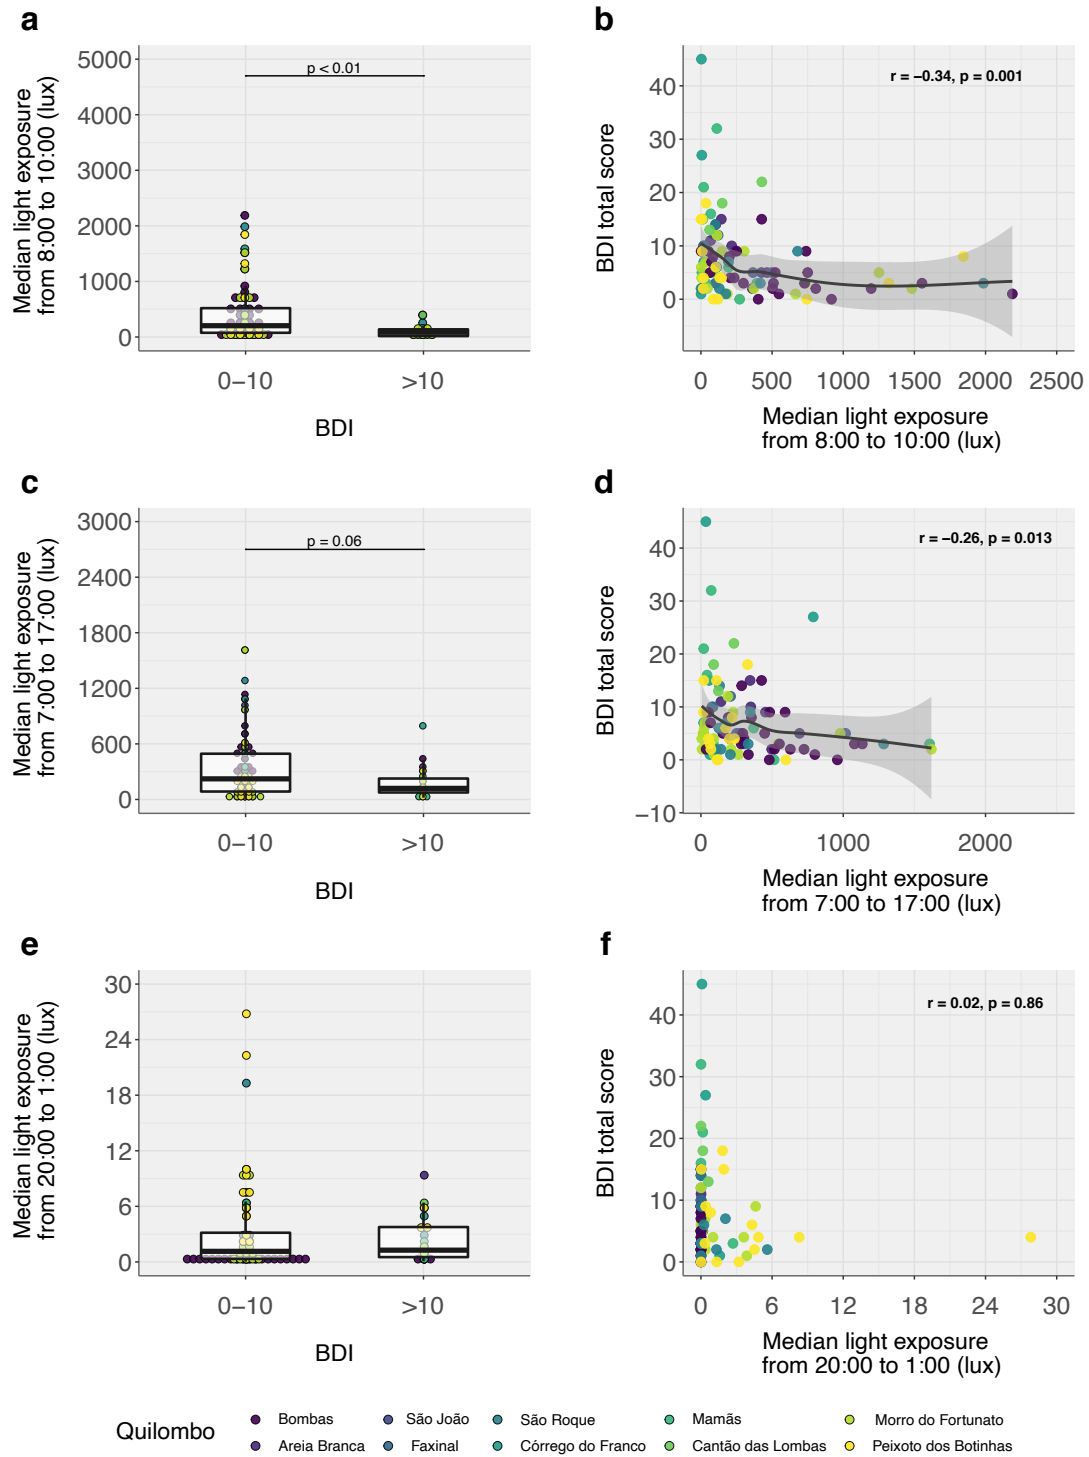 a
Median light exposure
from 8:00 to 10:00 (lux)
5000
4000
3000
2000
1000
0
p < 0.01
0−10
>10
BDI
b
BDI total score
40
30
20
10
0
r = −0.34, p = 0.001
0
500
1000
1500
2000
2500
Median light exposure
from 8:00 to 10:00 (lux)
c
Median light exposure
from 7:00 to 17:00 (lux)
3000
2400
1800
1200
600
0
p = 0.06
0−10
>10
BDI
d
BDI total score
40
30
20
10
0
−10
r = −0.26, p = 0.013
0
1000
2000
Median light exposure
from 7:00 to 17:00 (lux)
e
Median light exposure
from 20:00 to 1:00 (lux)
30
24
18
12
6
0
0−10
>10
BDI
f
BDI total score
40
30
20
10
0
r = 0.02, p = 0.86
0
6
12
18
24
30
Median light exposure
from 20:00 to 1:00 (lux)
Quilombo
Bombas
São João
São Roque
Mamãs
Morro do Fortunato
Areia Branca
Faxinal
Córrego do Franco
Cantão das Lombas
Peixoto dos Botinhas